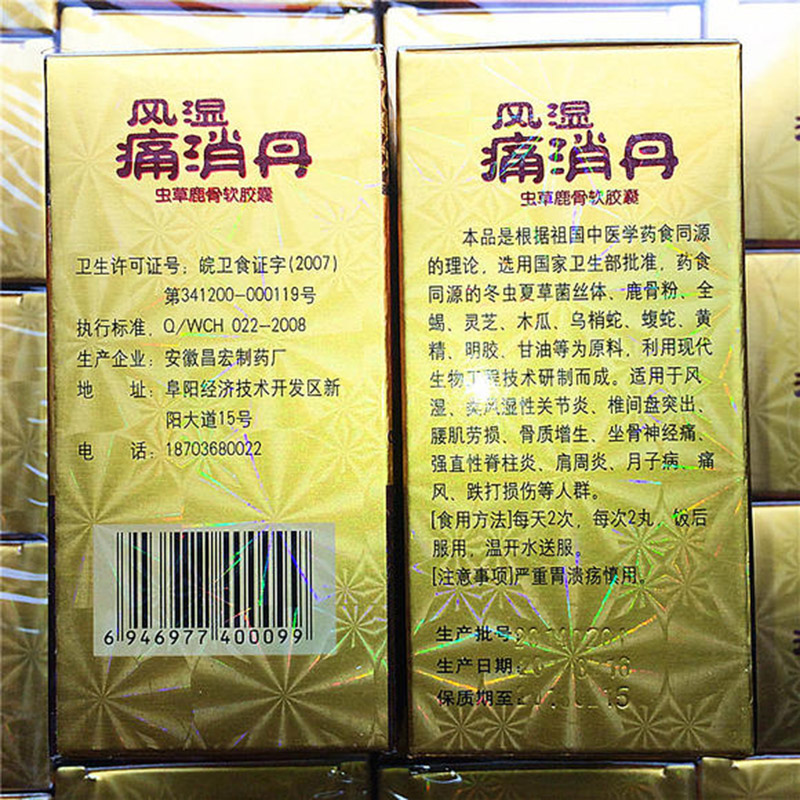 风湿
痛消丹
虫草鹿骨软胶囊
卫生许可证号：皖卫食证字(2007)
第341200-000119号
执行标准：Q/WCH 022-2008
生产企业：安徽昌宏制药厂
地 址：阜阳经济技术开发区新
阳大道15号
电 话：18703680022
6 946977 400099
风湿
痛消丹
虫草鹿骨软胶囊
本品是根据祖国中医学药食同源
的理论，选用国家卫生部批准，药食
同源的冬虫夏草菌丝体、鹿骨粉、全
蝎、灵芝、木瓜、乌梢蛇、蝮蛇、黄
精、明胶、甘油等为原料，利用现代
生物工程技术研制而成。适用于风
湿、类风湿性关节炎、椎间盘突出、
腰肌劳损、骨质增生、坐骨神经痛、
强直性脊柱炎、肩周炎、月子病、痛
风、跌打损伤等人群。
[食用方法]每天2次，每次2丸，饭后
服用，温开水送服。
[注意事项]严重胃溃疡慎用。
生产批号：
生产日期：
保质期至：